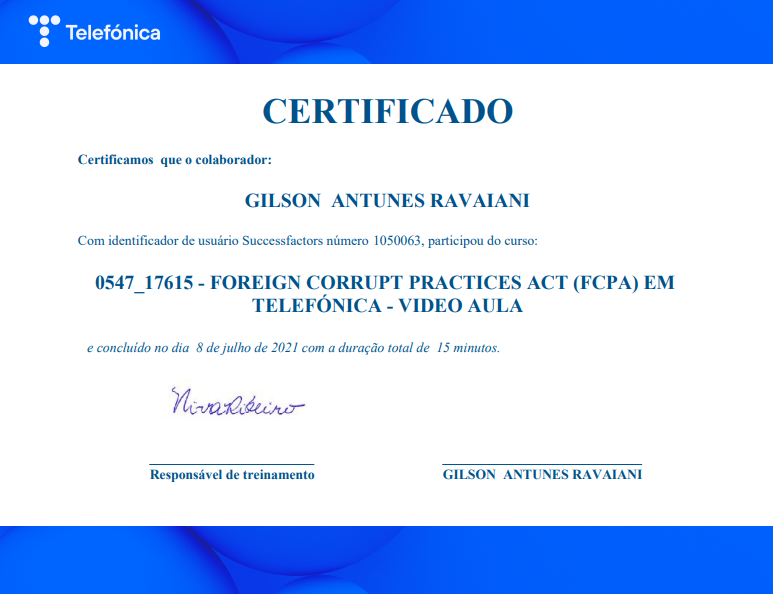 Telefónica
CERTIFICADO
Certificamos que o colaborador:
GILSON ANTUNES RAVAIANI
Com identificador de usuário Successfactors número 1050063, participou do curso:
0547_17615 - FOREIGN CORRUPT PRACTICES ACT (FCPA) EM
TELEFÓNICA - VIDEO AULA
e concluído no dia 8 de julho de 2021 com a duração total de 15 minutos.
NivaRibeiro
Responsável de treinamento
GILSON ANTUNES RAVAIANI